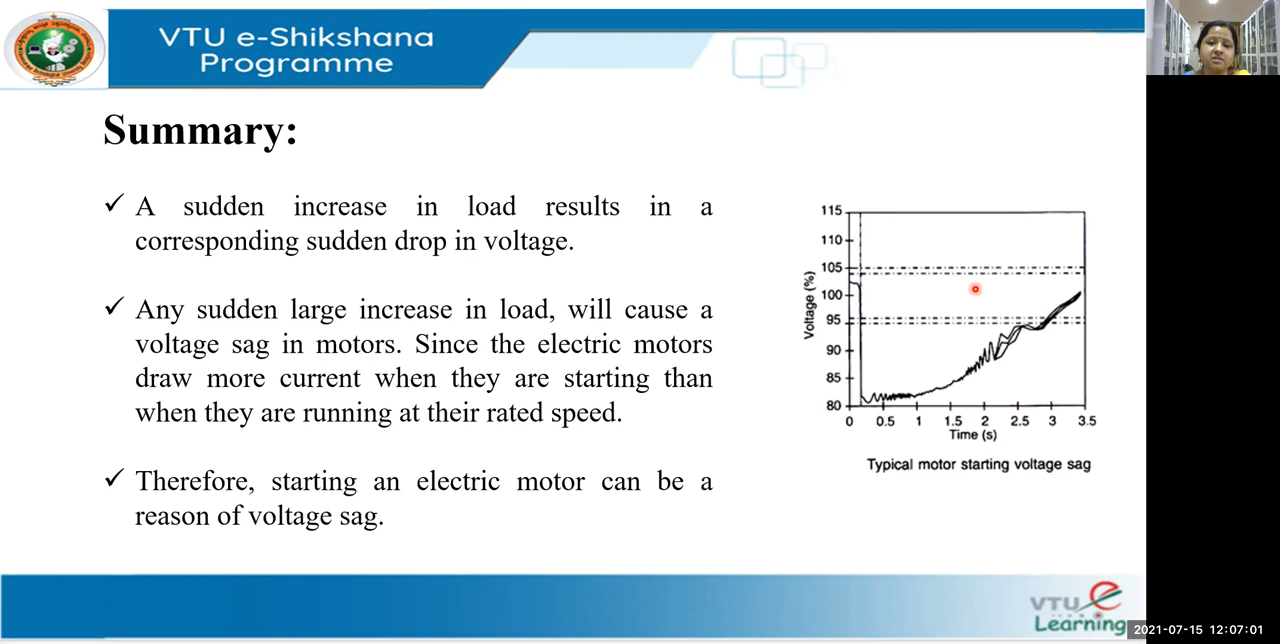 VTU e-Shikshana
Programme
Summary:
✓ A sudden increase in load results in a
corresponding sudden drop in voltage.
✓ Any sudden large increase in load, will cause a
voltage sag in motors. Since the electric motors
draw more current when they are starting than
when they are running at their rated speed.
✓ Therefore, starting an electric motor can be a
reason of voltage sag.
Voltage (%)
115
110
105
100
95
90
85
80
0 0.5 1 1.5 2 2.5 3 3.5
Time (s)
Typical motor starting voltage sag
VTU e
Learning
2021-07-15 12:07:01